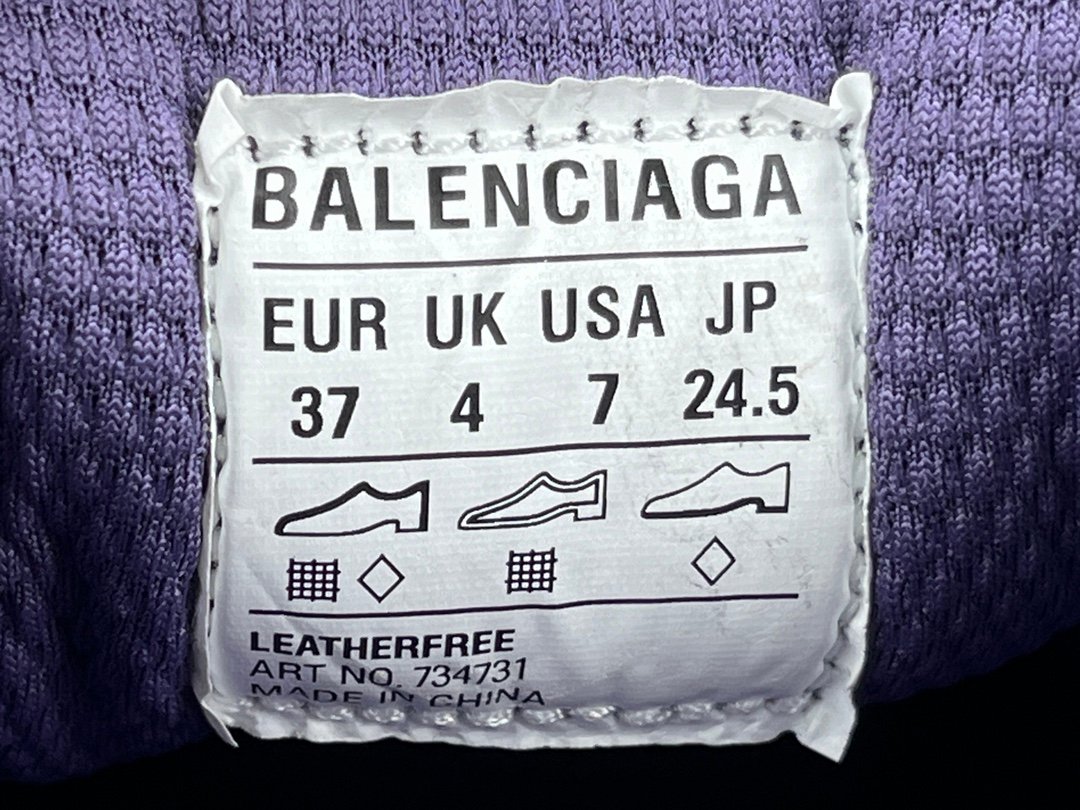 BALENCIAGA
EUR UK USA JP
37 4 7 24.5
LEATHERFREE
ART NO. 734731
MADE IN CHINA